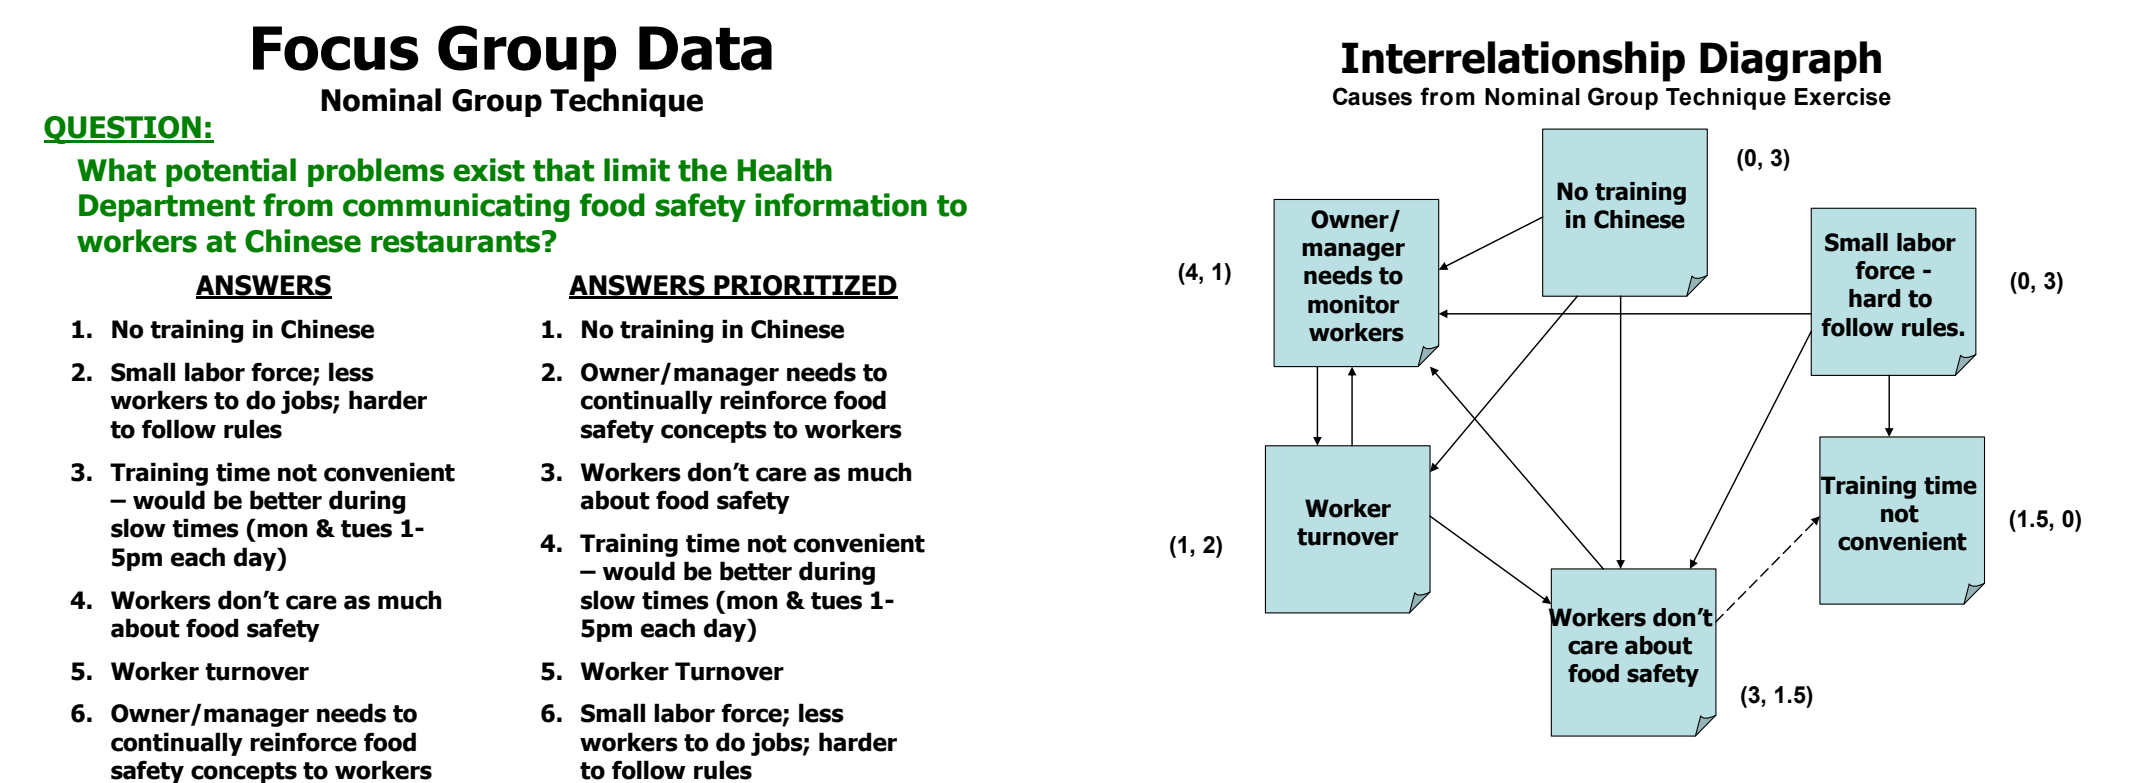 Focus Group Data
Nominal Group Technique
QUESTION:
What potential problems exist that limit the Health
Department from communicating food safety information to
workers at Chinese restaurants?
ANSWERS
1. No training in Chinese
2. Small labor force; less
workers to do jobs; harder
to follow rules
3. Training time not convenient
– would be better during
slow times (mon & tues 1-
5pm each day)
4. Workers don’t care as much
about food safety
5. Worker turnover
6. Owner/manager needs to
continually reinforce food
safety concepts to workers
ANSWERS PRIORITIZED
1. No training in Chinese
2. Owner/manager needs to
continually reinforce food
safety concepts to workers
3. Workers don’t care as much
about food safety
4. Training time not convenient
– would be better during
slow times (mon & tues 1-
5pm each day)
5. Worker Turnover
6. Small labor force; less
workers to do jobs; harder
to follow rules
Interrelationship Diagraph
Causes from Nominal Group Technique Exercise
No training
in Chinese
(0, 3)
(4, 1)
Owner/
manager
needs to
monitor
workers
Small labor
force -
hard to
follow rules.
(0, 3)
(1, 2)
Worker
turnover
Training time
not
convenient
(1.5, 0)
Workers don’t
care about
food safety
(3, 1.5)